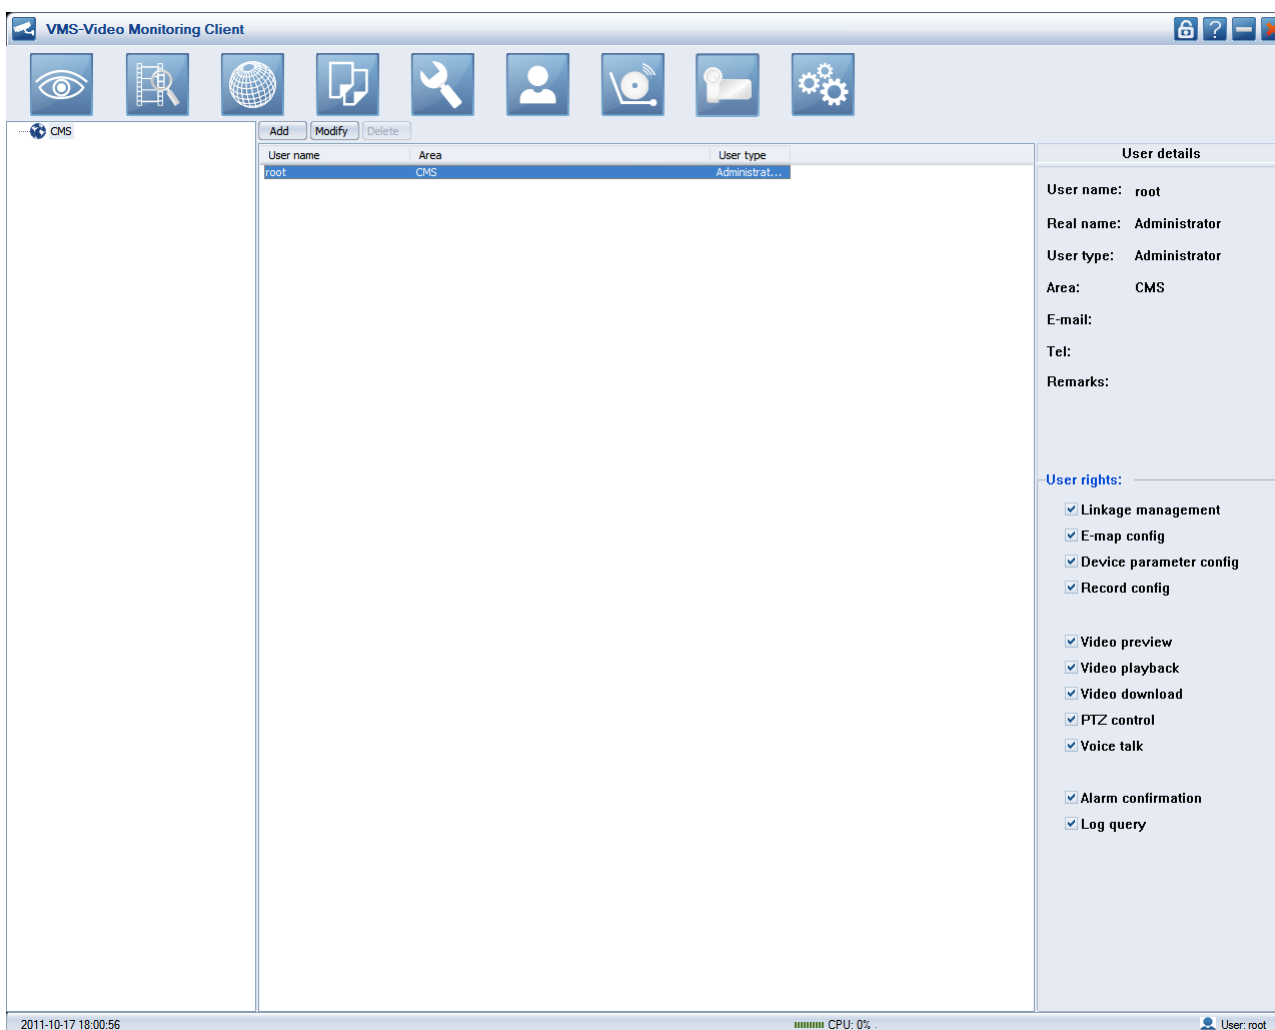 VMS-Video Monitoring Client
CMS
Add Modify Delete
User name Area User type
root CMS Administrat...
User details
User name: root
Real name: Administrator
User type: Administrator
Area: CMS
E-mail:
Tel:
Remarks:
User rights:
Linkage management
E-map config
Device parameter config
Record config
Video preview
Video playback
Video download
PTZ control
Voice talk
Alarm confirmation
Log query
2011-10-17 18:00:56 CPU: 0% . User: root